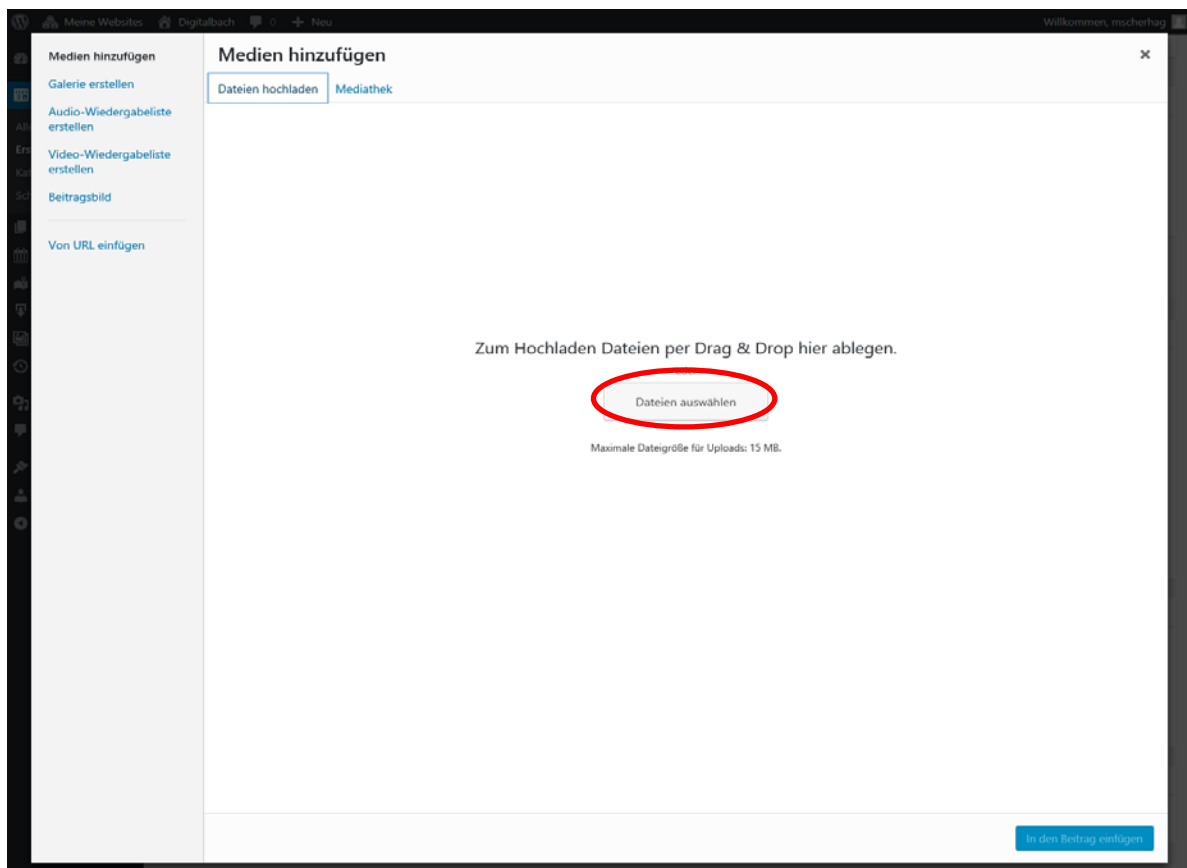 Meine Websites Digitalbach 0 + Neu Willkommen, mscherhag
Medien hinzufügen
Galerie erstellen
Audio-Wiedergabeliste
erstellen
Video-Wiedergabeliste
erstellen
Beitragsbild
Von URL einfügen
Medien hinzufügen
Dateien hochladen Mediathek
Zum Hochladen Dateien per Drag & Drop hier ablegen.
Dateien auswählen
Maximale Dateigröße für Uploads: 15 MB.
In den Beitrag einfügen